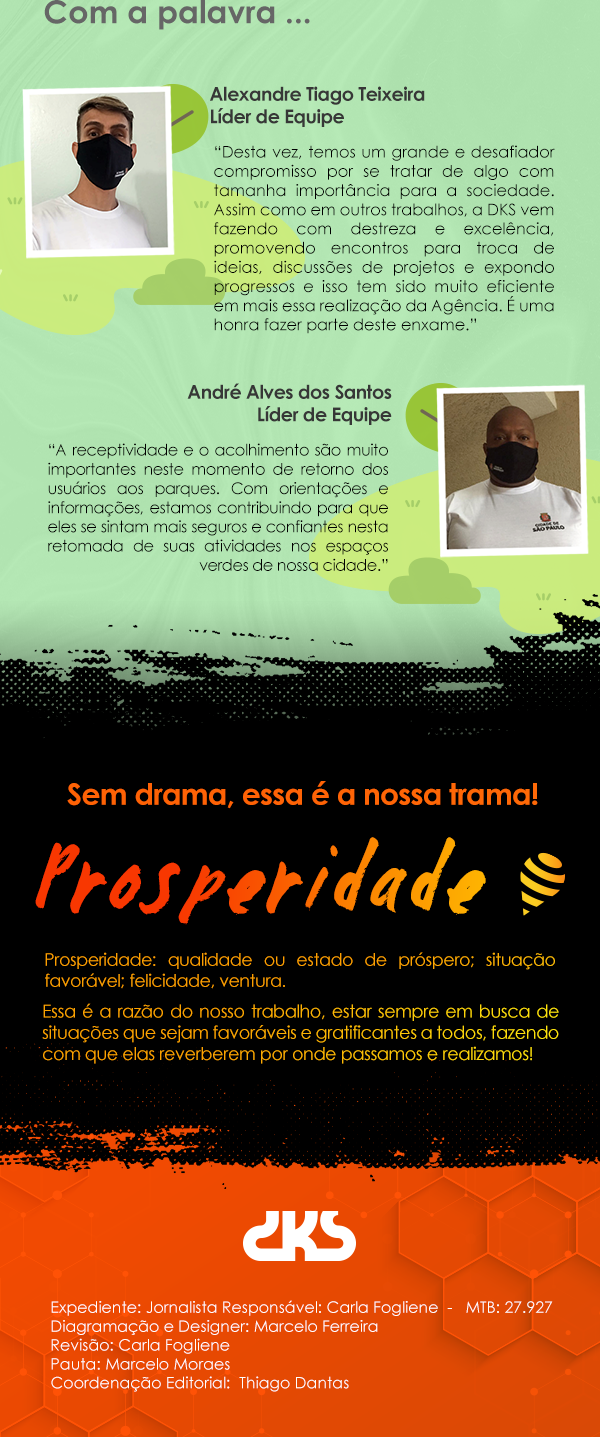 Com a palavra ...
Alexandre Tiago Teixeira
Líder de Equipe
“Desta vez, temos um grande e desafiador
compromisso por se tratar de algo com
tamanha importância para a sociedade.
Assim como em outros trabalhos, a DKS vem
fazendo com destreza e excelência,
promovendo encontros para troca de
ideias, discussões de projetos e expondo
progressos e isso tem sido muito eficiente
em mais essa realização da Agência. É uma
honra fazer parte deste enxame.”
André Alves dos Santos
Líder de Equipe
“A receptividade e o acolhimento são muito
importantes neste momento de retorno dos
usuários aos parques. Com orientações e
informações, estamos contribuindo para que
eles se sintam mais seguros e confiantes nesta
retomada de suas atividades nos espaços
verdes de nossa cidade.”
CIDADE DE
SÃO PAULO
Sem drama, essa é a nossa trama!
Prosperidade
Prosperidade: qualidade ou estado de próspero; situação
favorável; felicidade, ventura.
Essa é a razão do nosso trabalho, estar sempre em busca de
situações que sejam favoráveis e gratificantes a todos, fazendo
com que elas reverberem por onde passamos e realizamos!
DKS
Expediente: Jornalista Responsável: Carla Fogliene - MTB: 27.927
Diagramação e Designer: Marcelo Ferreira
Revisão: Carla Fogliene
Pauta: Marcelo Moraes
Coordenação Editorial: Thiago Dantas